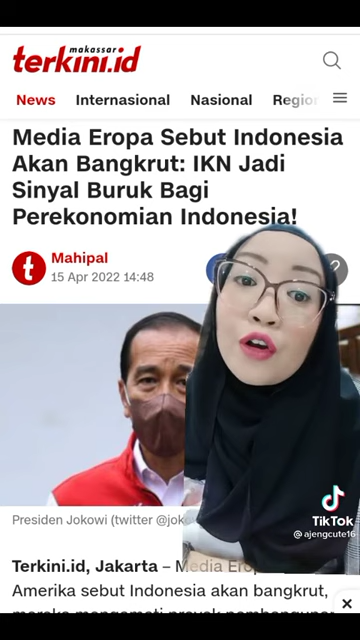 makassar
terkini.id
News Internasional Nasional
Media Eropa Sebut Indonesia
Akan Bangkrut: IKN Jadi
Sinyal Buruk Bagi
Perekonomian Indonesia!
t
Mahipal
15 Apr 2022 14:48
TikTok
@ajengcute16
Presiden Jokowi (twitter
Terkini.id, Jakarta – Media
Amerika sebut Indonesia akan bangkrut,